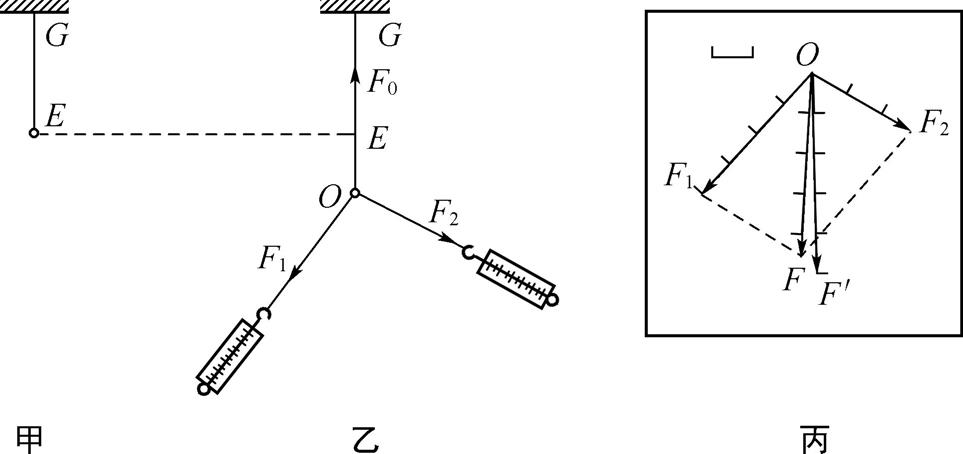 G
E
甲
G
F₀
E
O
F₁
F₂
乙
O
F₁
F₂
F
F′
丙